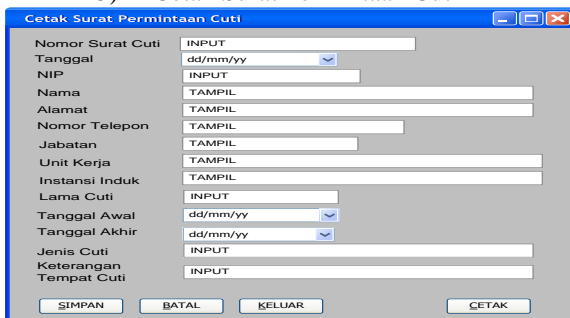 Cetak Surat Permintaan Cuti
Nomor Surat Cuti INPUT
Tanggal dd/mm/yy
NIP INPUT
Nama TAMPIL
Alamat TAMPIL
Nomor Telepon TAMPIL
Jabatan TAMPIL
Unit Kerja TAMPIL
Instansi Induk TAMPIL
Lama Cuti INPUT
Tanggal Awal dd/mm/yy
Tanggal Akhir dd/mm/yy
Jenis Cuti INPUT
Keterangan
Tempat Cuti INPUT
SIMPAN BATAL KELUAR CETAK